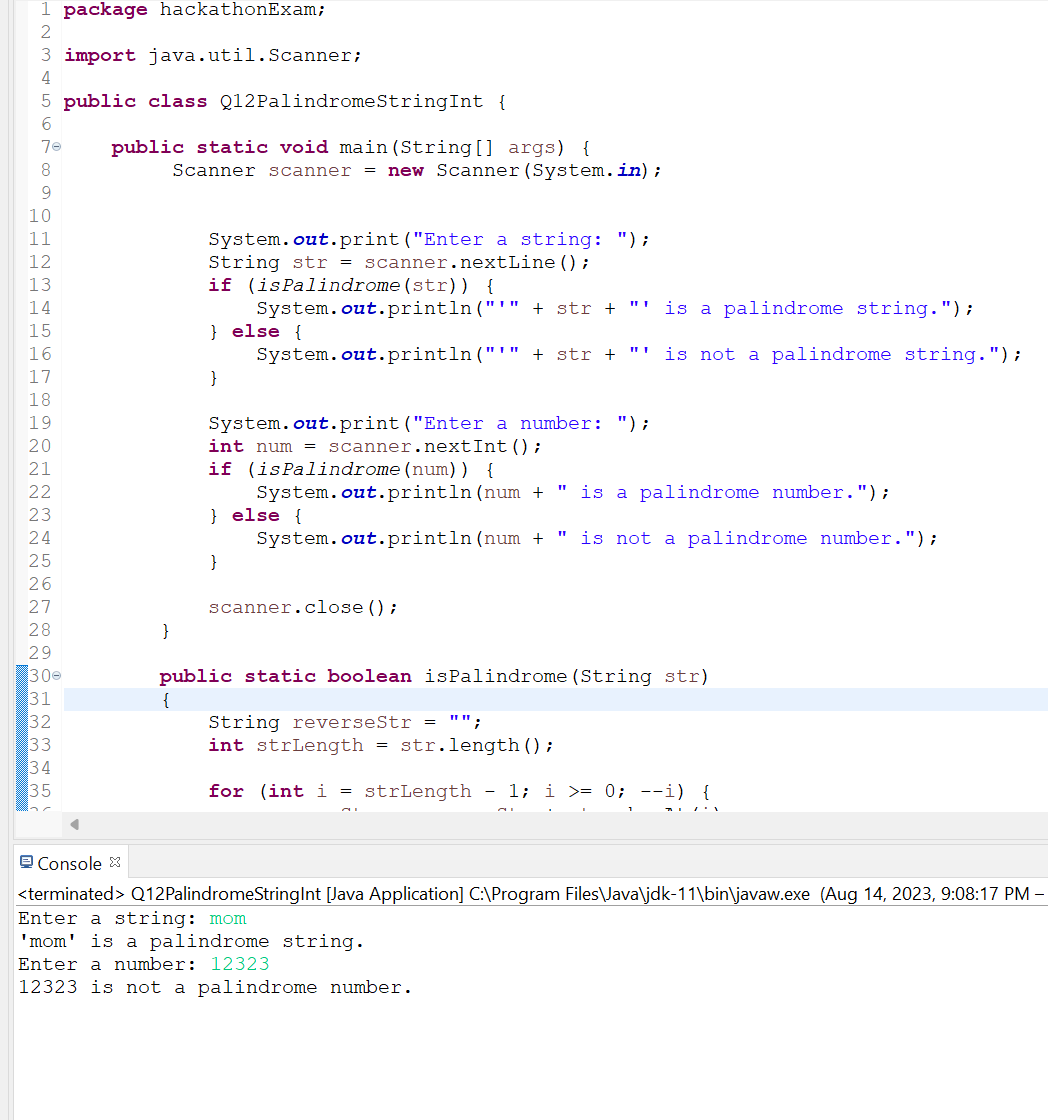 1 package hackathonExam;
2
3 import java.util.Scanner;
4
5 public class Q12PalindromeStringInt {
6
7 public static void main(String[] args) {
8 Scanner scanner = new Scanner(System.in);
9
10
11 System.out.print("Enter a string: ");
12 String str = scanner.nextLine();
13 if (isPalindrome(str)) {
14 System.out.println("'" + str + "' is a palindrome string.");
15 } else {
16 System.out.println("'" + str + "' is not a palindrome string.");
17 }
18
19 System.out.print("Enter a number: ");
20 int num = scanner.nextInt();
21 if (isPalindrome(num)) {
22 System.out.println(num + " is a palindrome number.");
23 } else {
24 System.out.println(num + " is not a palindrome number.");
25 }
26
27 scanner.close();
28 }
29
30 public static boolean isPalindrome(String str)
31 {
32 String reverseStr = "";
33 int strLength = str.length();
34
35 for (int i = strLength - 1; i >= 0; --i) {
Console
<terminated> Q12PalindromeStringInt [Java Application] C:\Program Files\Java\jdk-11\bin\javaw.exe (Aug 14, 2023, 9:08:17 PM –
Enter a string: mom
'mom' is a palindrome string.
Enter a number: 12323
12323 is not a palindrome number.